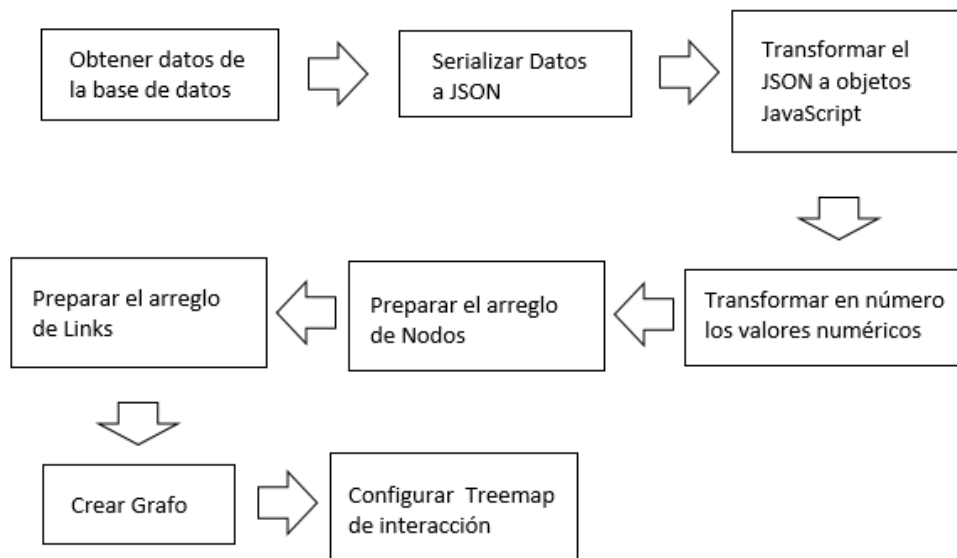 Obtener datos de
la base de datos
Serializar Datos
a JSON
Transformar el
JSON a objetos
JavaScript
Transformar en número
los valores numéricos
Preparar el arreglo
de Nodos
Preparar el arreglo
de Links
Crear Grafo
Configurar Treemap
de interacción